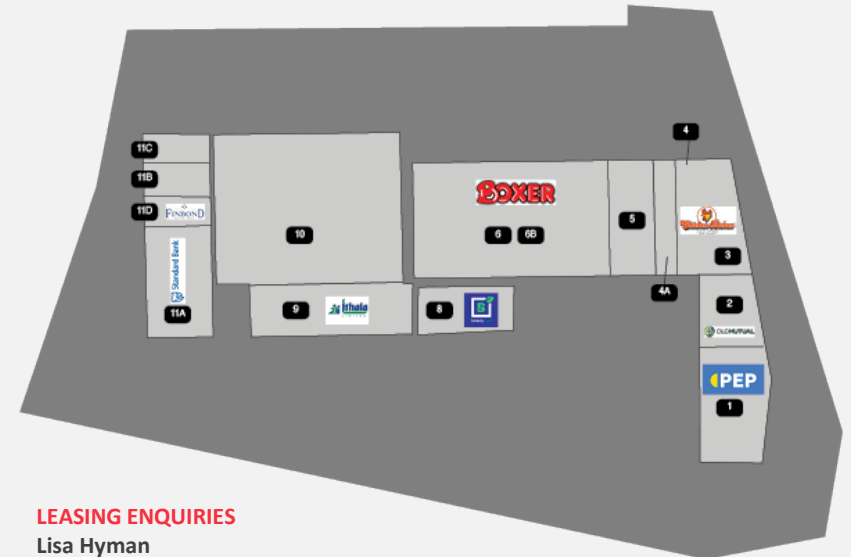 4
11C
11B
11D
FINBOND
BOXER
5
10
6
6B
3
Standard Bank
4A
11A
9
Ithala
8
B
2
OLDMUTUAL
PEP
1
LEASING ENQUIRIES
Lisa Hyman